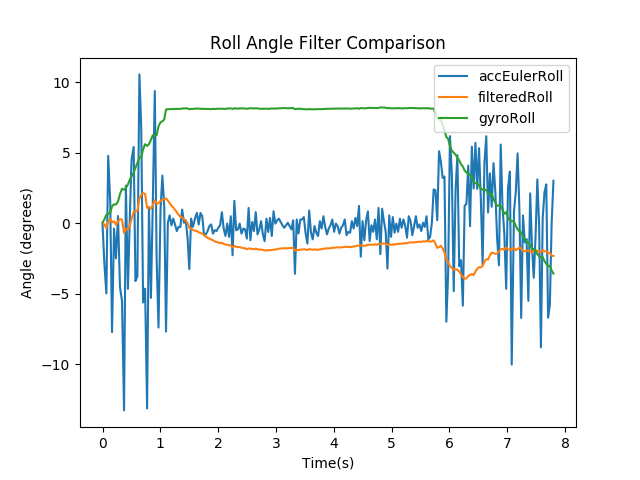 Roll Angle Filter Comparison
accEulerRoll
filteredRoll
gyroRoll
Angle (degrees)
10
5
0
−5
−10
0 1 2 3 4 5 6 7 8
Time(s)